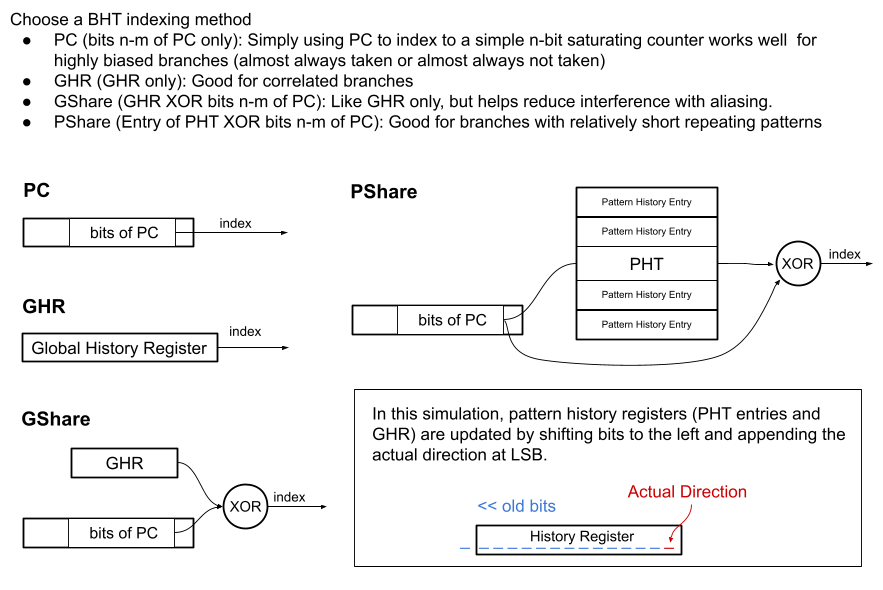 Choose a BHT indexing method
● PC (bits n-m of PC only): Simply using PC to index to a simple n-bit saturating counter works well for
highly biased branches (almost always taken or almost always not taken)
● GHR (GHR only): Good for correlated branches
● GShare (GHR XOR bits n-m of PC): Like GHR only, but helps reduce interference with aliasing.
● PShare (Entry of PHT XOR bits n-m of PC): Good for branches with relatively short repeating patterns
PC
bits of PC
index
GHR
Global History Register
index
GShare
GHR
bits of PC
XOR
index
PShare
Pattern History Entry
Pattern History Entry
PHT
Pattern History Entry
Pattern History Entry
bits of PC
XOR
index
In this simulation, pattern history registers (PHT entries and
GHR) are updated by shifting bits to the left and appending the
actual direction at LSB.
Actual Direction
<< old bits
History Register